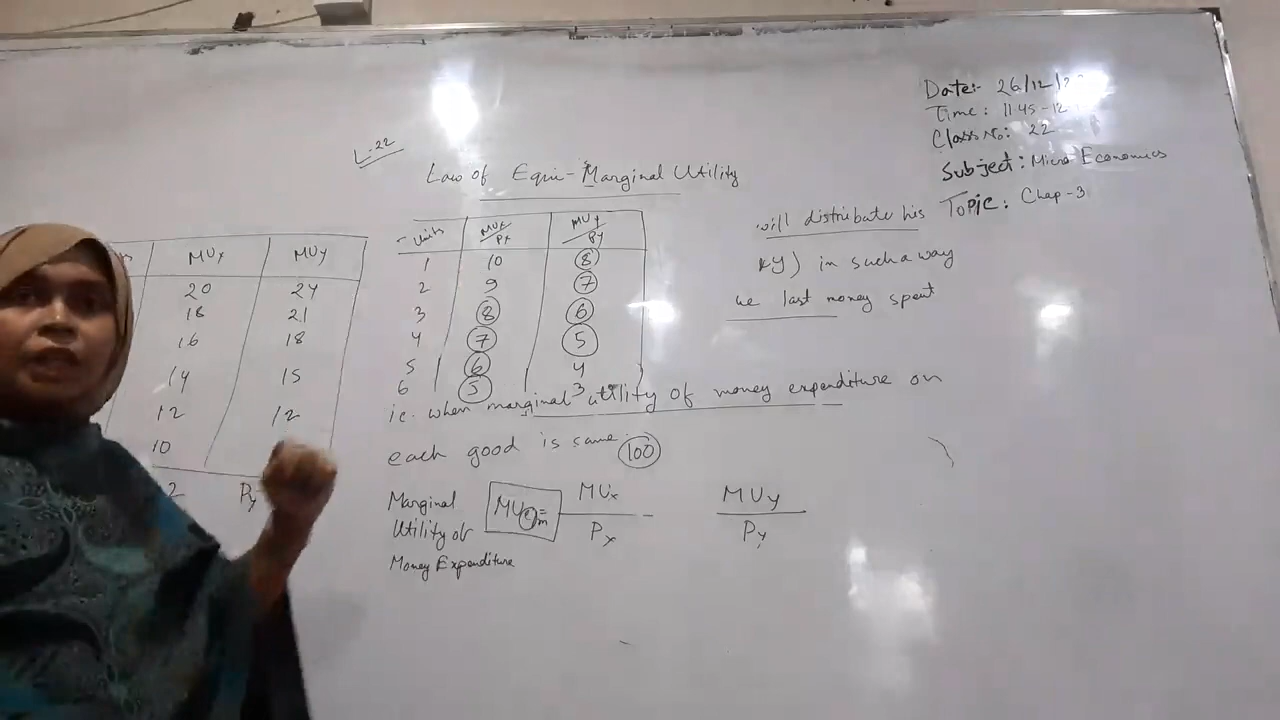 Date:- 26/12/
Time: 11 45-12
Class No: 22
Subject: Micro Economics
Topic: Chap-3
L-22
Law of Equi-Marginal Utility
MUx MUy
20 24
18 21
16 18
14 15
12 12
10
2 Py
Units MUx/Px MUy/Py
1 10 8
2 9 7
3 8 6
4 7 5
5 6 4
6 5 3
will distribute his
y) in such a way
last money spent
ie. when marginal utility of money expenditure on
each good is same. 100
Marginal Utility of Money Expenditure
MUem = MUx/Px
MUy/Py